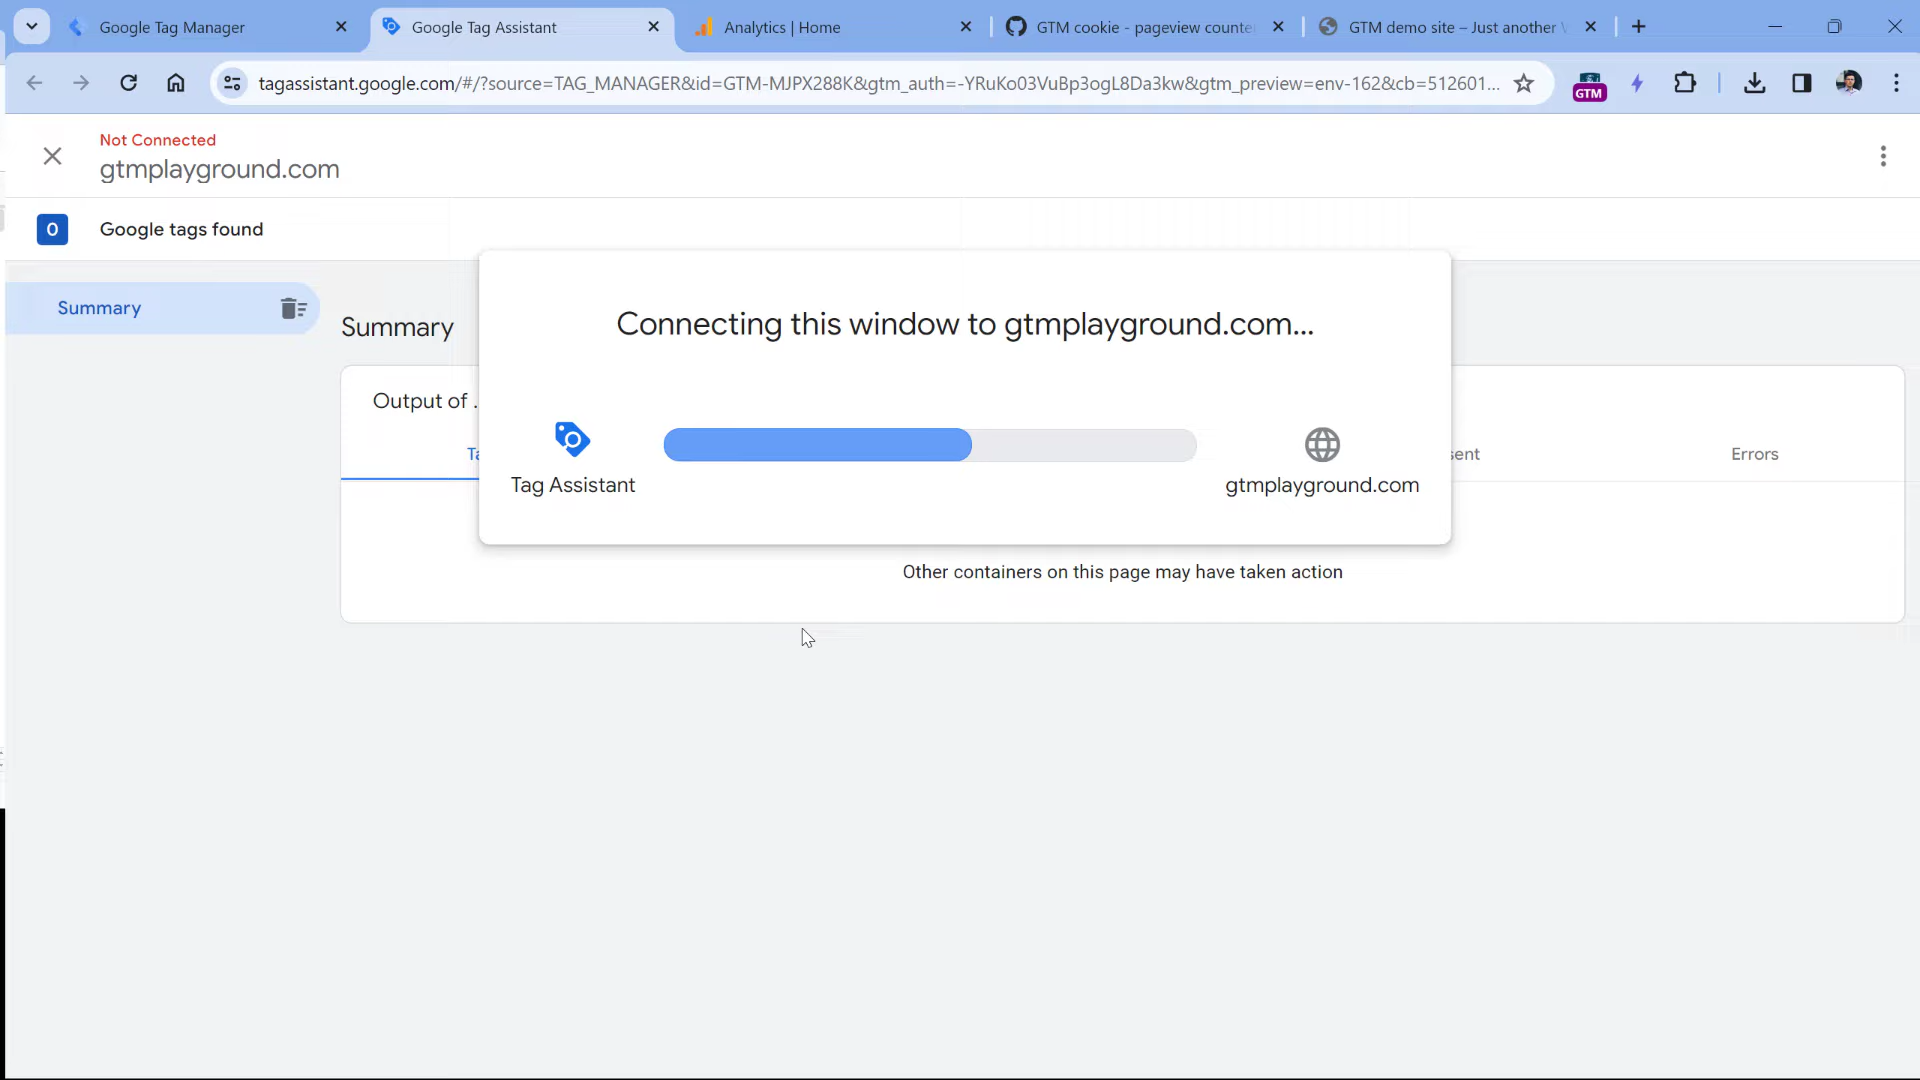 Google Tag Manager
Google Tag Assistant
Analytics | Home
GTM cookie - pageview counte
GTM demo site – Just another
tagassistant.google.com/#/?source=TAG_MANAGER&id=GTM-MJPX288K&gtm_auth=-YRuKo03VuBp3ogL8Da3kw&gtm_preview=env-162&cb=512601...
GTM
Not Connected
gtmplayground.com
0 Google tags found
Summary
Summary
Connecting this window to gtmplayground.com...
Output of .
Ta
sent
Errors
Tag Assistant
gtmplayground.com
Other containers on this page may have taken action